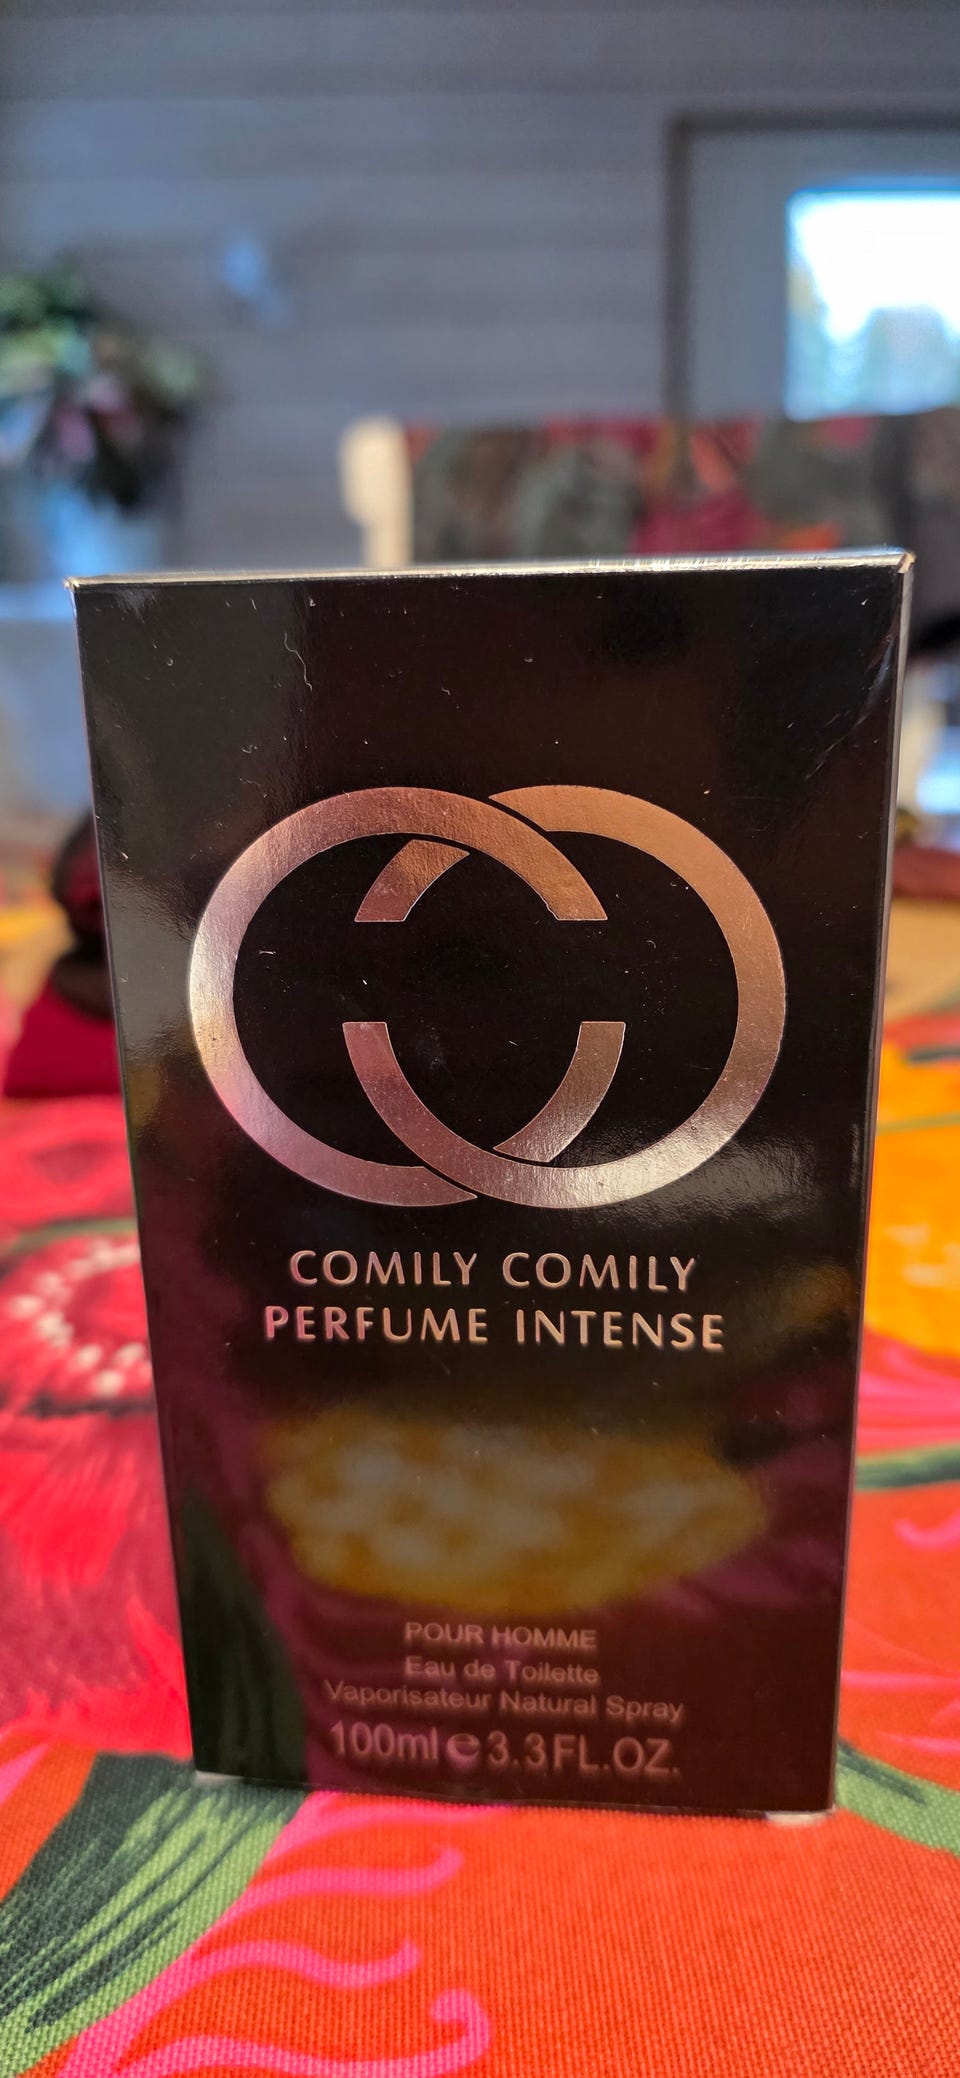 COMILY COMILY
PERFUME INTENSE
POUR HOMME
Eau de Toilette
Vaporisateur Natural Spray
100ml e 3.3FL.OZ.